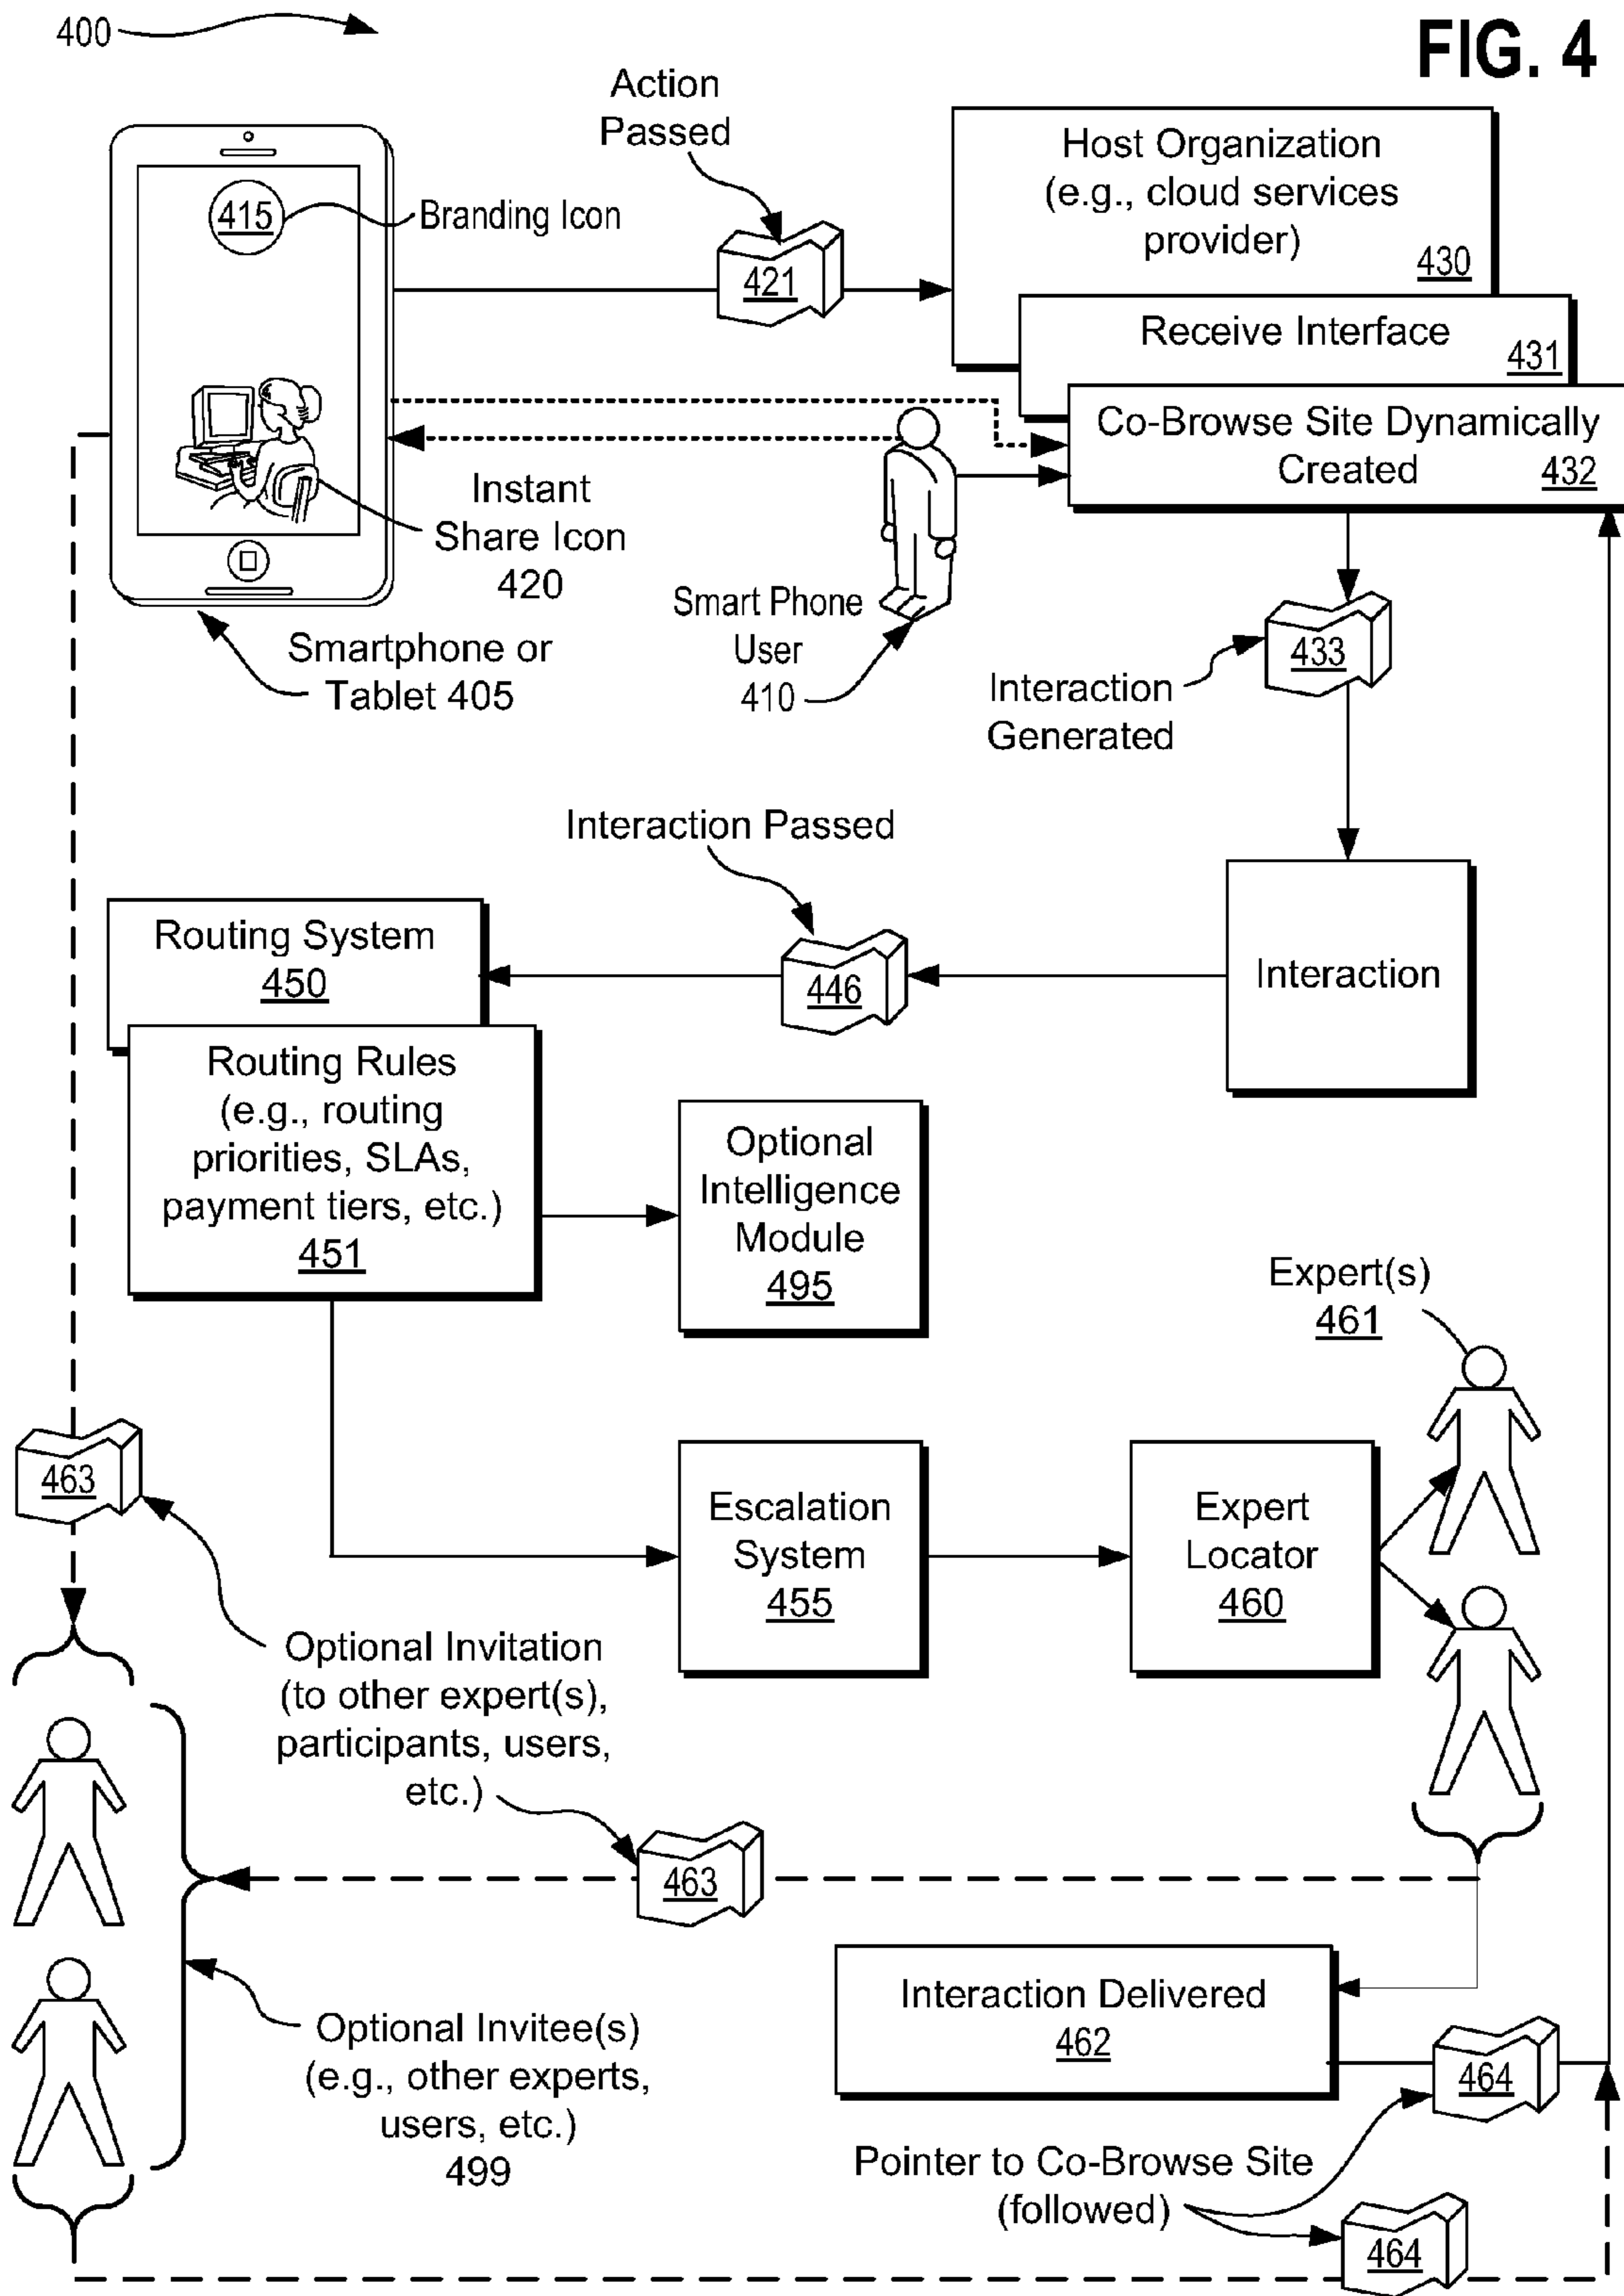 400
FIG. 4
Action
Passed
Host Organization
(e.g., cloud services
provider)
430
415
Branding Icon
421
Receive Interface
431
Co-Browse Site Dynamically
Created
432
Instant
Share Icon
420
Smart Phone
User
410
Smartphone or
Tablet 405
433
Interaction
Generated
Interaction Passed
Routing System
450
446
Interaction
Routing Rules
(e.g., routing
priorities, SLAs,
payment tiers, etc.)
451
Optional
Intelligence
Module
495
Expert(s)
461
463
Escalation
System
455
Expert
Locator
460
Optional Invitation
(to other expert(s),
participants, users,
etc.)
463
Interaction Delivered
462
Optional Invitee(s)
(e.g., other experts,
users, etc.)
499
464
Pointer to Co-Browse Site
(followed)
464